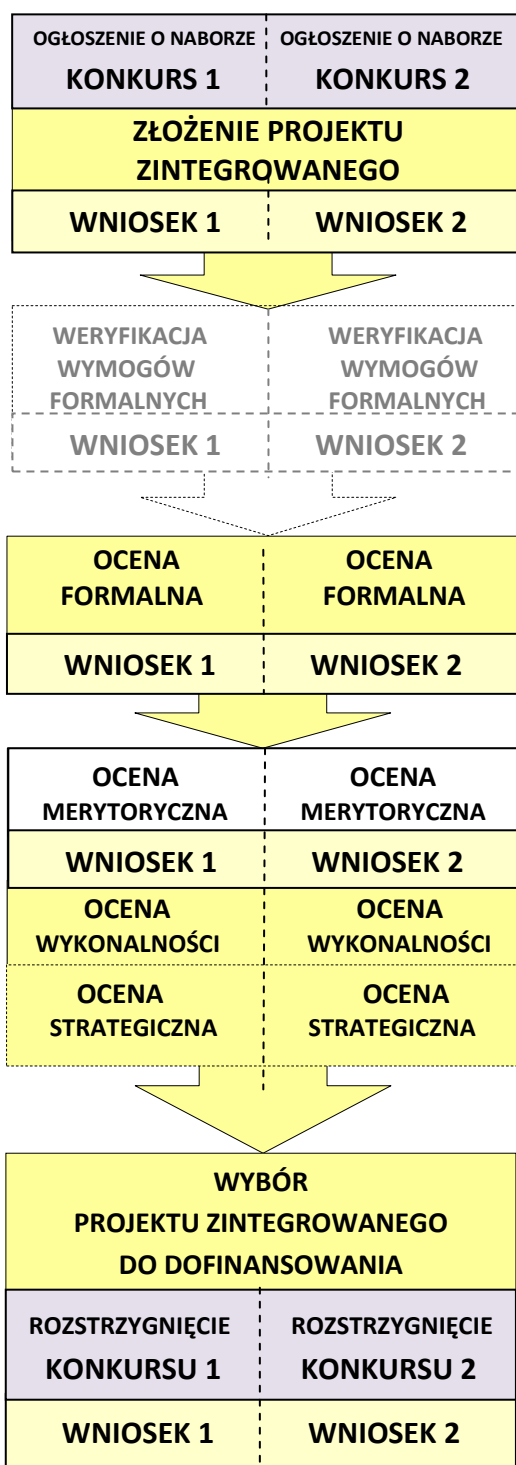 OGŁOSZENIE O NABORZE OGŁOSZENIE O NABORZE
KONKURS 1 KONKURS 2
ZŁOŻENIE PROJEKTU
ZINTEGROWANEGO
WNIOSEK 1 WNIOSEK 2
WERYFIKACJA WERYFIKACJA
WYMOGÓW WYMOGÓW
FORMALNYCH FORMALNYCH
WNIOSEK 1 WNIOSEK 2
OCENA OCENA
FORMALNA FORMALNA
WNIOSEK 1 WNIOSEK 2
OCENA OCENA
MERYTORYCZNA MERYTORYCZNA
WNIOSEK 1 WNIOSEK 2
OCENA OCENA
WYKONALNOŚCI WYKONALNOŚCI
OCENA OCENA
STRATEGICZNA STRATEGICZNA
WYBÓR
PROJEKTU ZINTEGROWANEGO
DO DOFINANSOWANIA
ROZSTRZYGNIĘCIE ROZSTRZYGNIĘCIE
KONKURSU 1 KONKURSU 2
WNIOSEK 1 WNIOSEK 2